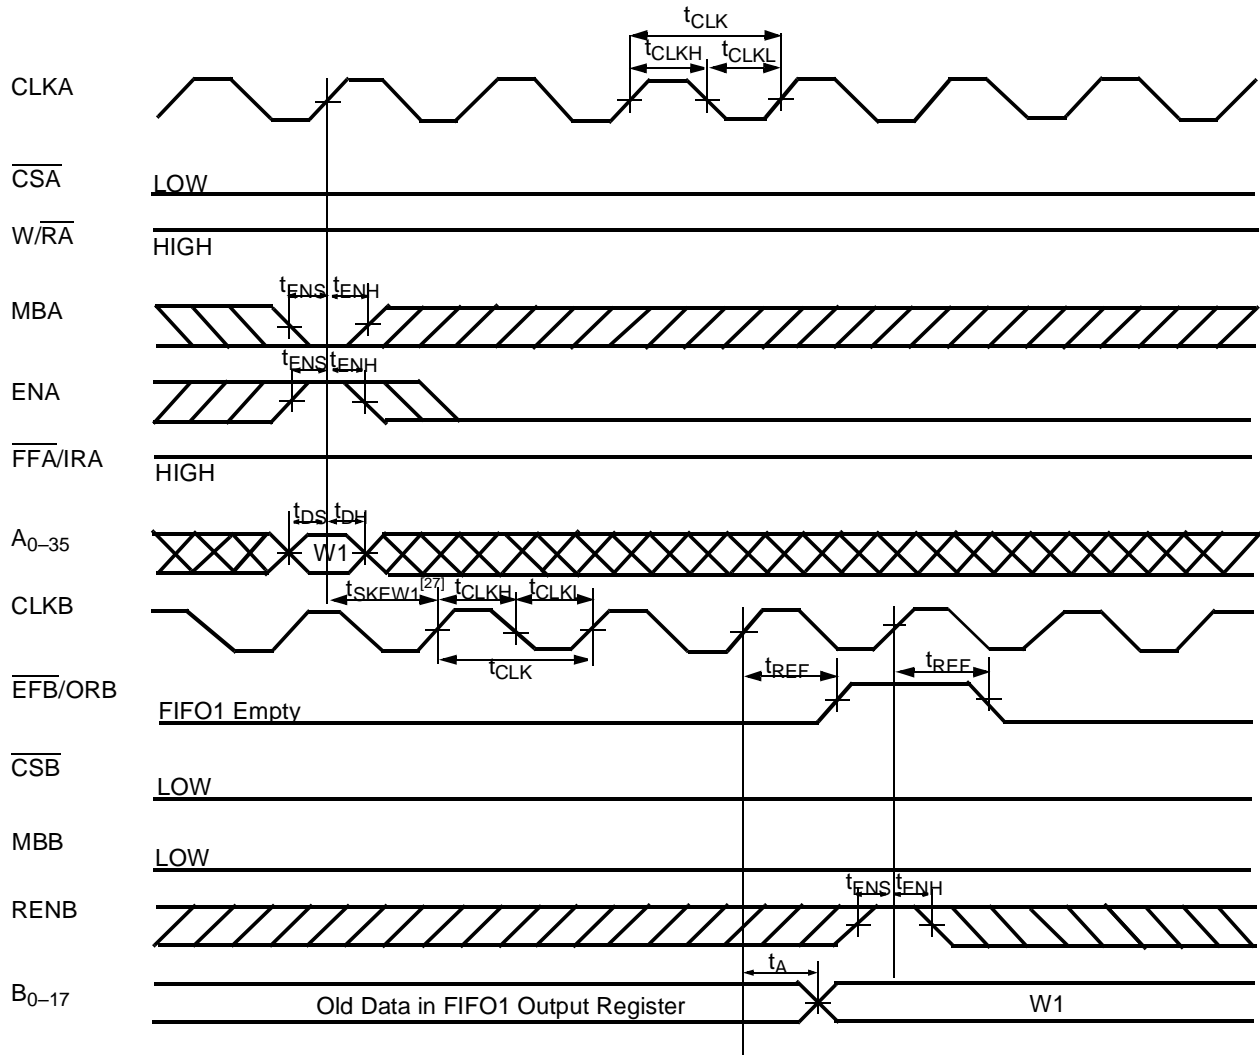 tCLK
tCLKH tCLKL
CLKA
CSA
LOW
W/RA
HIGH
tENS tENH
MBA
tENS tENH
ENA
FFA/IRA
HIGH
tDS tDH
A0–35
W1
tSKEW1[27] tCLKH tCLKL
CLKB
tCLK
tREF tREF
EFB/ORB
FIFO1 Empty
CSB
LOW
MBB
LOW
tENS tENH
RENB
tA
B0–17
Old Data in FIFO1 Output Register W1